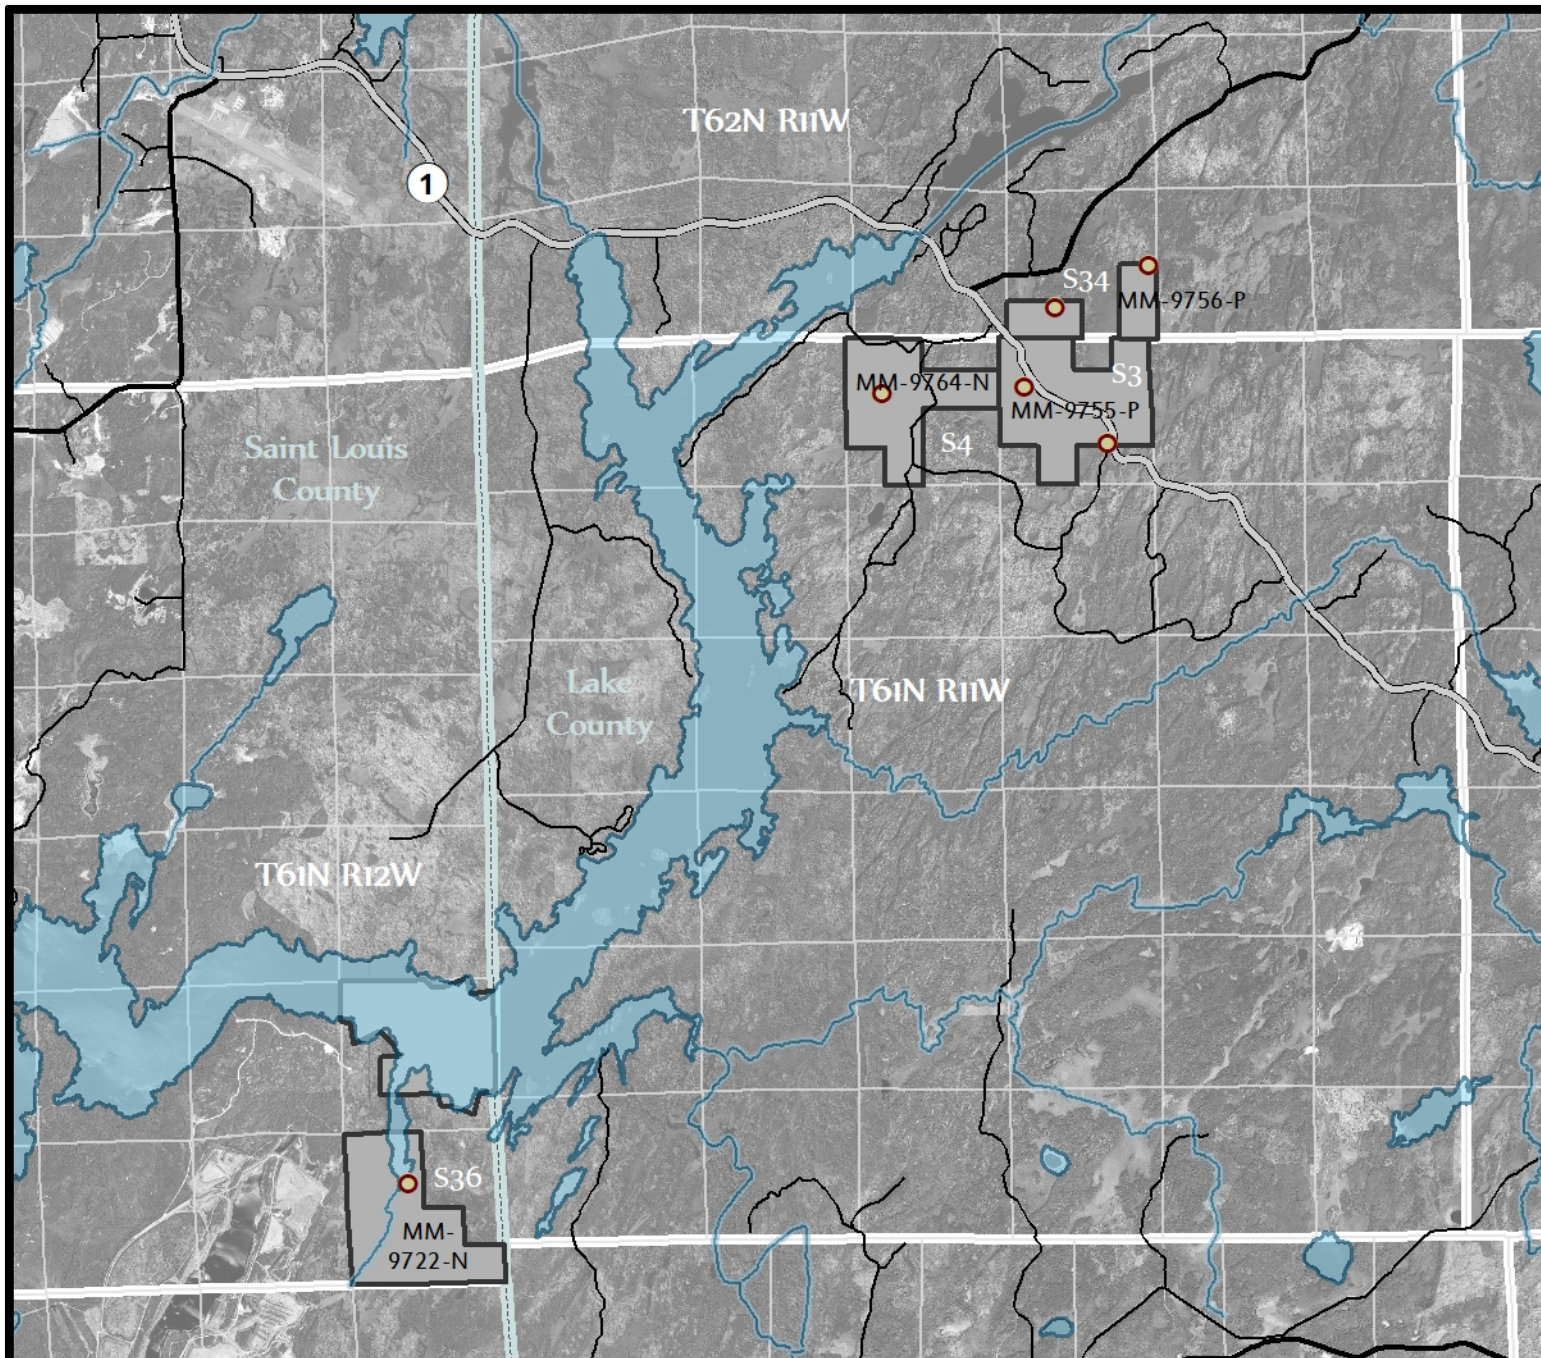 T62N R11W
1
S34
MM-9756-P
MM-9764-N
S3
MM-9755-P
S4
Saint Louis
County
Lake
County
T61N R11W
T61N R12W
S36
MM-
9722-N